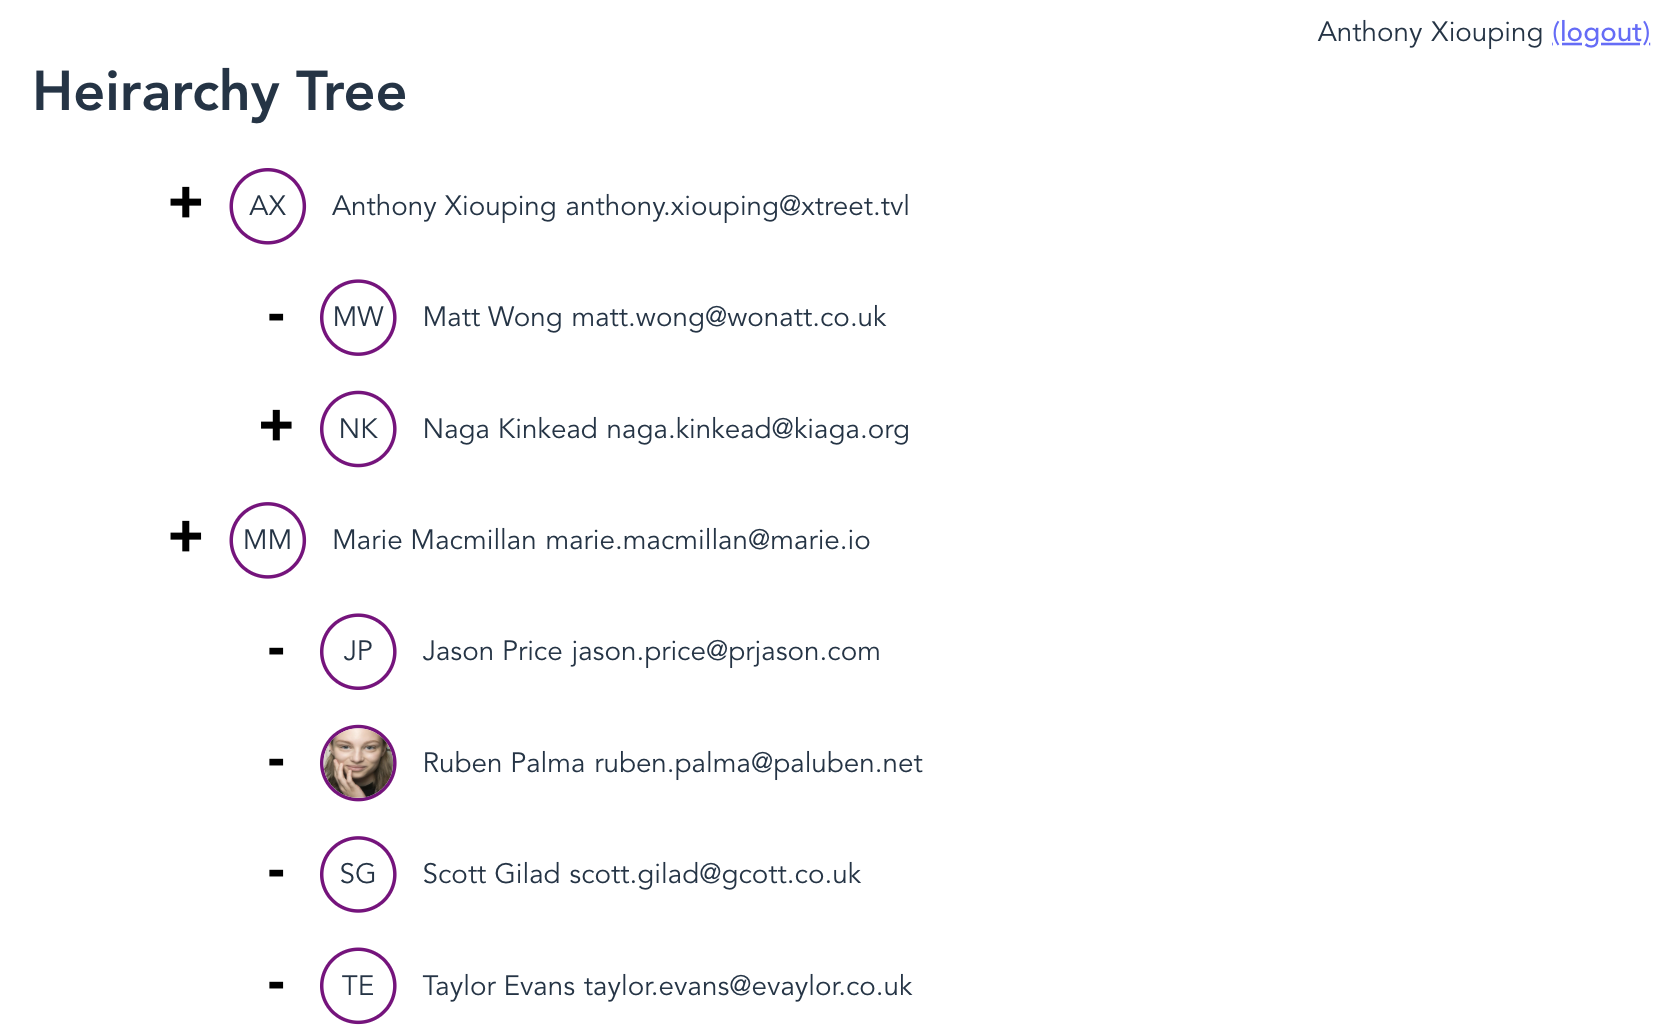 Anthony Xiouping (logout)
Heirarchy Tree
+ AX Anthony Xiouping anthony.xiouping@xtreet.tvl
- MW Matt Wong matt.wong@wonatt.co.uk
+ NK Naga Kinkead naga.kinkead@kiaga.org
+ MM Marie Macmillan marie.macmillan@marie.io
- JP Jason Price jason.price@prjason.com
- Ruben Palma ruben.palma@paluben.net
- SG Scott Gilad scott.gilad@gcott.co.uk
- TE Taylor Evans taylor.evans@evaylor.co.uk